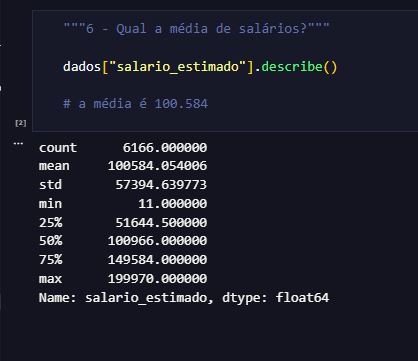 """6 - Qual a média de salários?"""
dados["salario_estimado"].describe()
# a média é 100.584
[2]
...
count 6166.000000
mean 100584.054006
std 57394.639773
min 11.000000
25% 51644.500000
50% 100966.000000
75% 149584.000000
max 199970.000000
Name: salario_estimado, dtype: float64